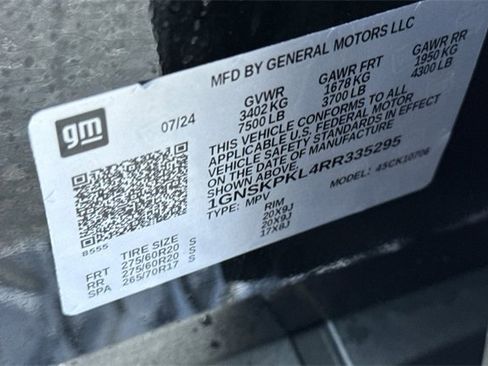 MFD BY GENERAL MOTORS LLC
gm
07/24
GVWR GAWR FRT GAWR RR
3402 KG 1678 KG 1950 KG
7500 LB 3700 LB 4300 LB
THIS VEHICLE CONFORMS TO ALL
APPLICABLE U.S. FEDERAL MOTOR
VEHICLE SAFETY STANDARDS IN EFFECT
ON THE DATE OF MANUFACTURE
SHOWN ABOVE.
1GNSKPKL4RR335295
TYPE: MPV MODEL: 4SCK10706
8555
TIRE SIZE RIM
FRT 275/60R20 S 20X9J
RR 275/60R20 S 20X9J
SPA 265/70R17 S 17X8J